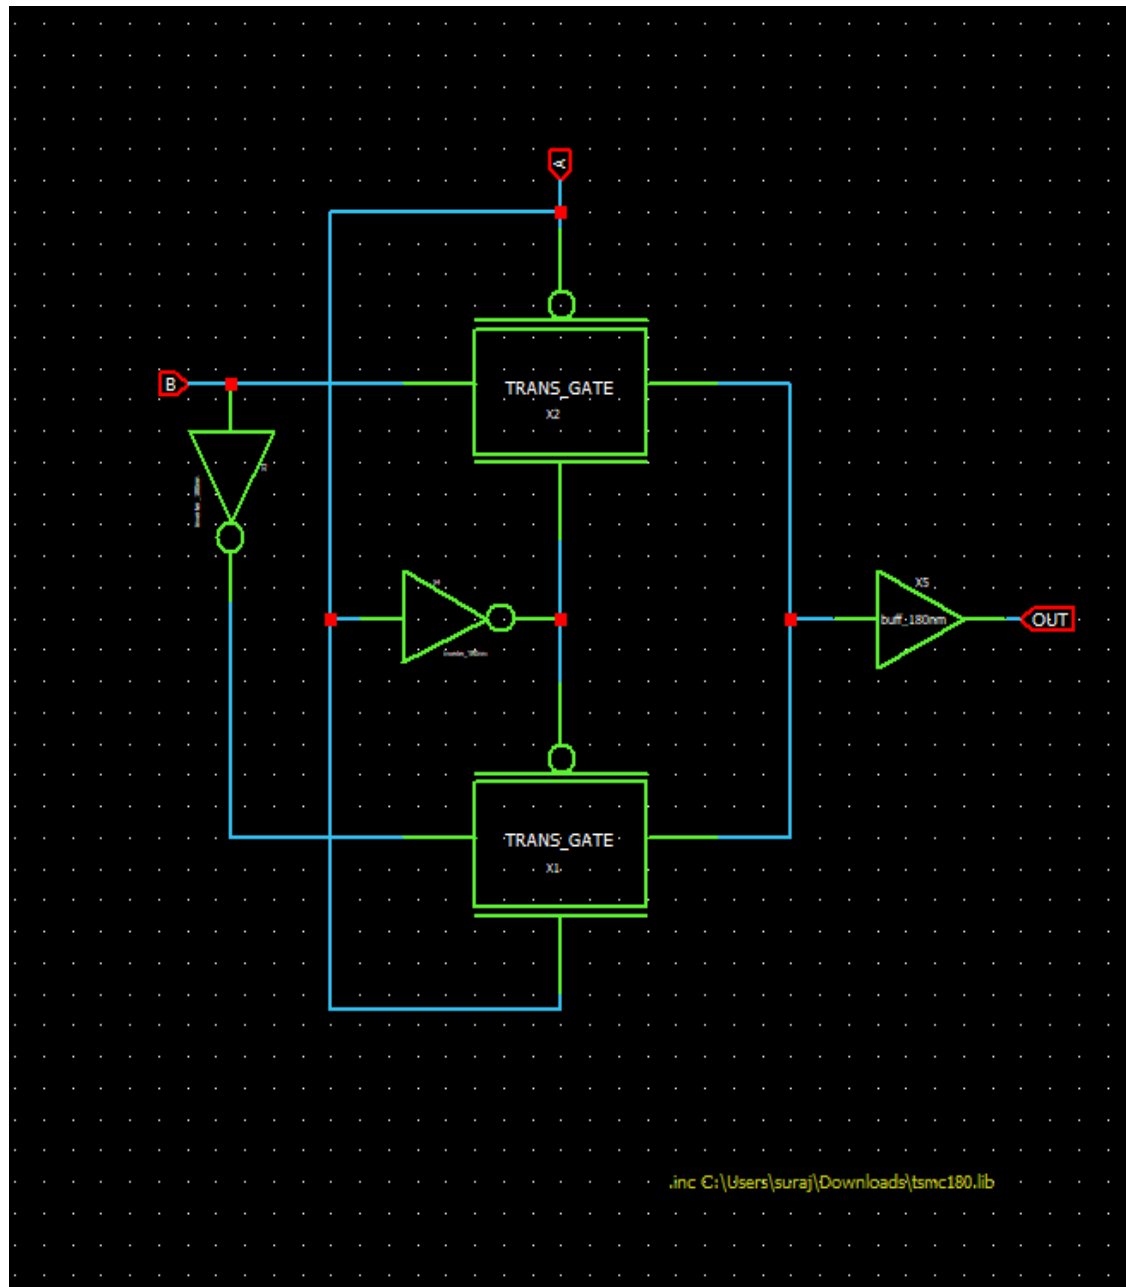 A
B
TRANS_GATE
X2
X5
buff_180nm
OUT
TRANS_GATE
X1
.inc C:\Users\suraj\Downloads\tsmc180.lib